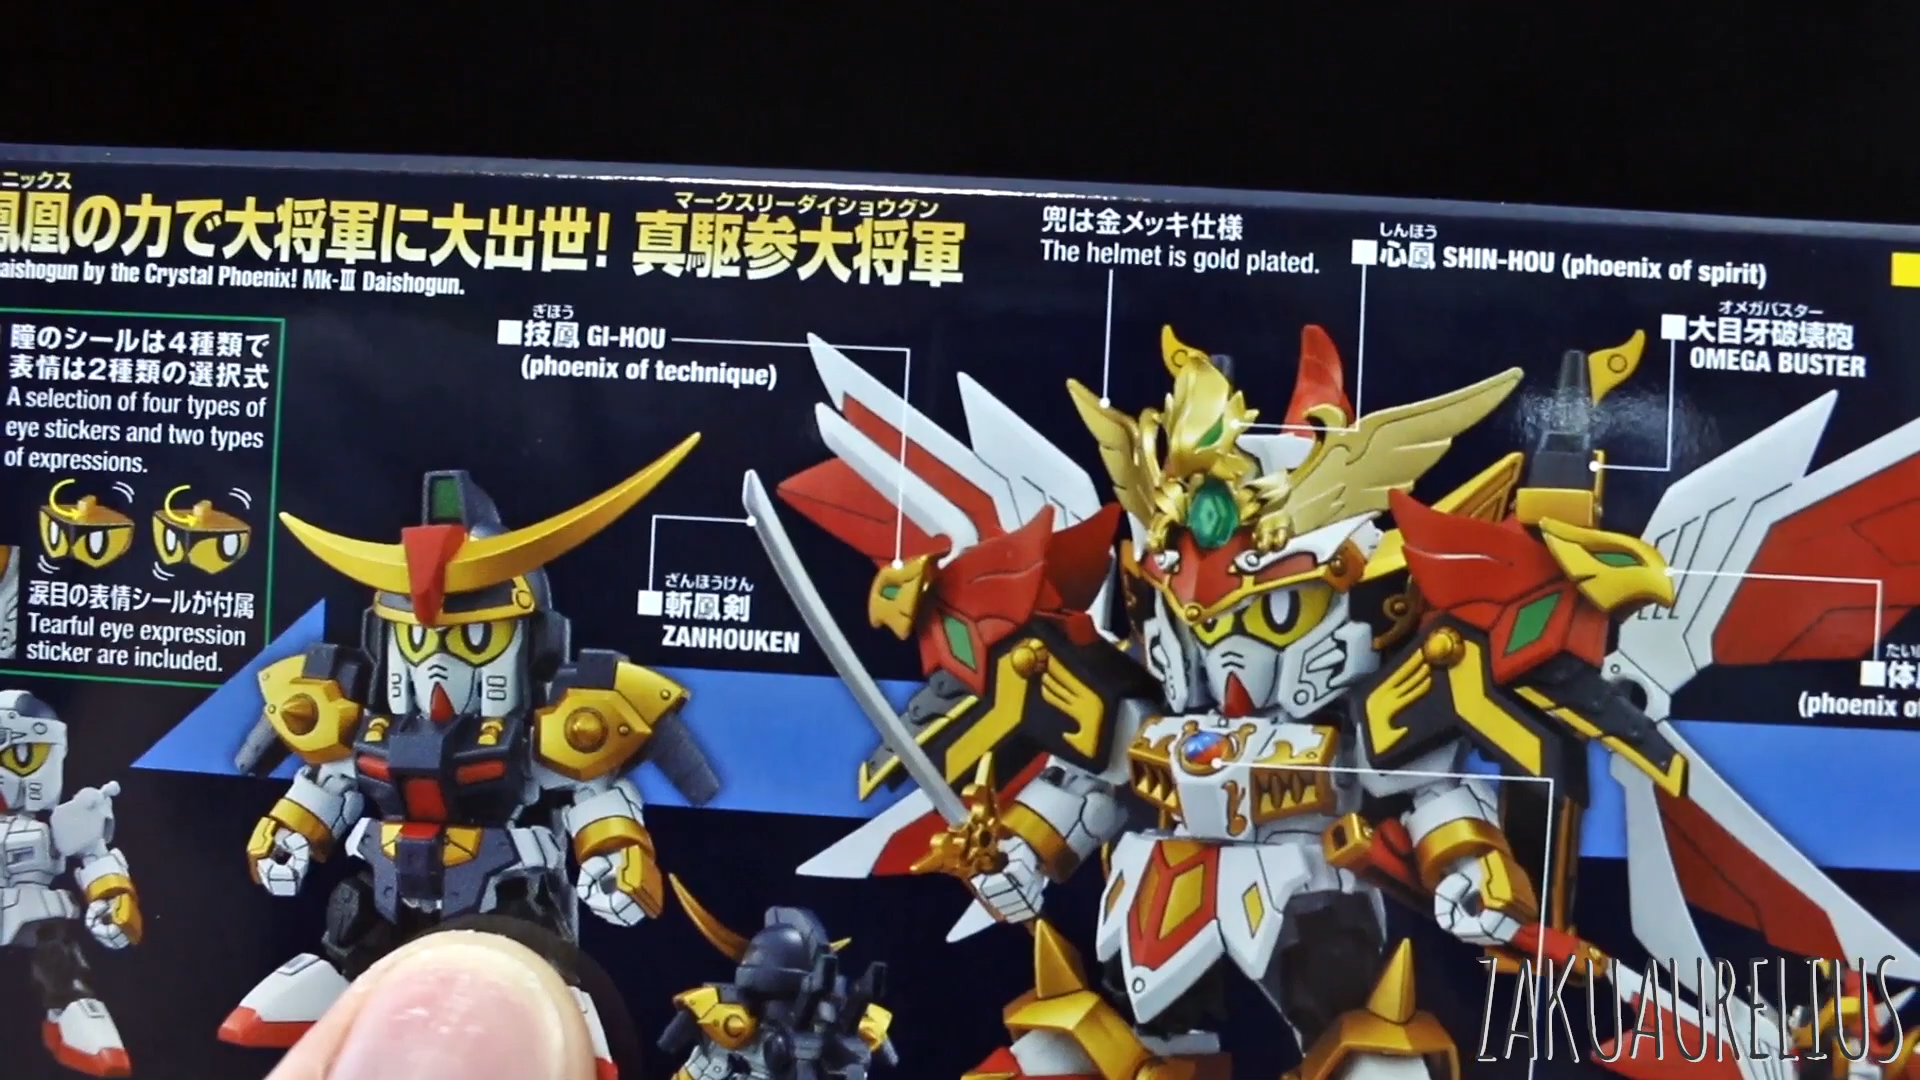 ニックス
鳳凰の力で大将軍に大出世!
aishogun by the Crystal Phoenix! Mk-Ⅲ Daishogun.
マークスリーダイショウグン
真駆参大将軍
兜は金メッキ仕様
The helmet is gold plated.
しんほう
心鳳 SHIN-HOU (phoenix of spirit)
オメガバスター
大目牙破壊砲
OMEGA BUSTER
ぎほう
技鳳 GI-HOU
(phoenix of technique)
瞳のシールは4種類で
表情は2種類の選択式
A selection of four types of
eye stickers and two types
of expressions.
涙目の表情シールが付属
Tearful eye expression
sticker are included.
ざんほうけん
斬鳳剣
ZANHOUKEN
たい
体
(phoenix o
ZAKUAURELIUS